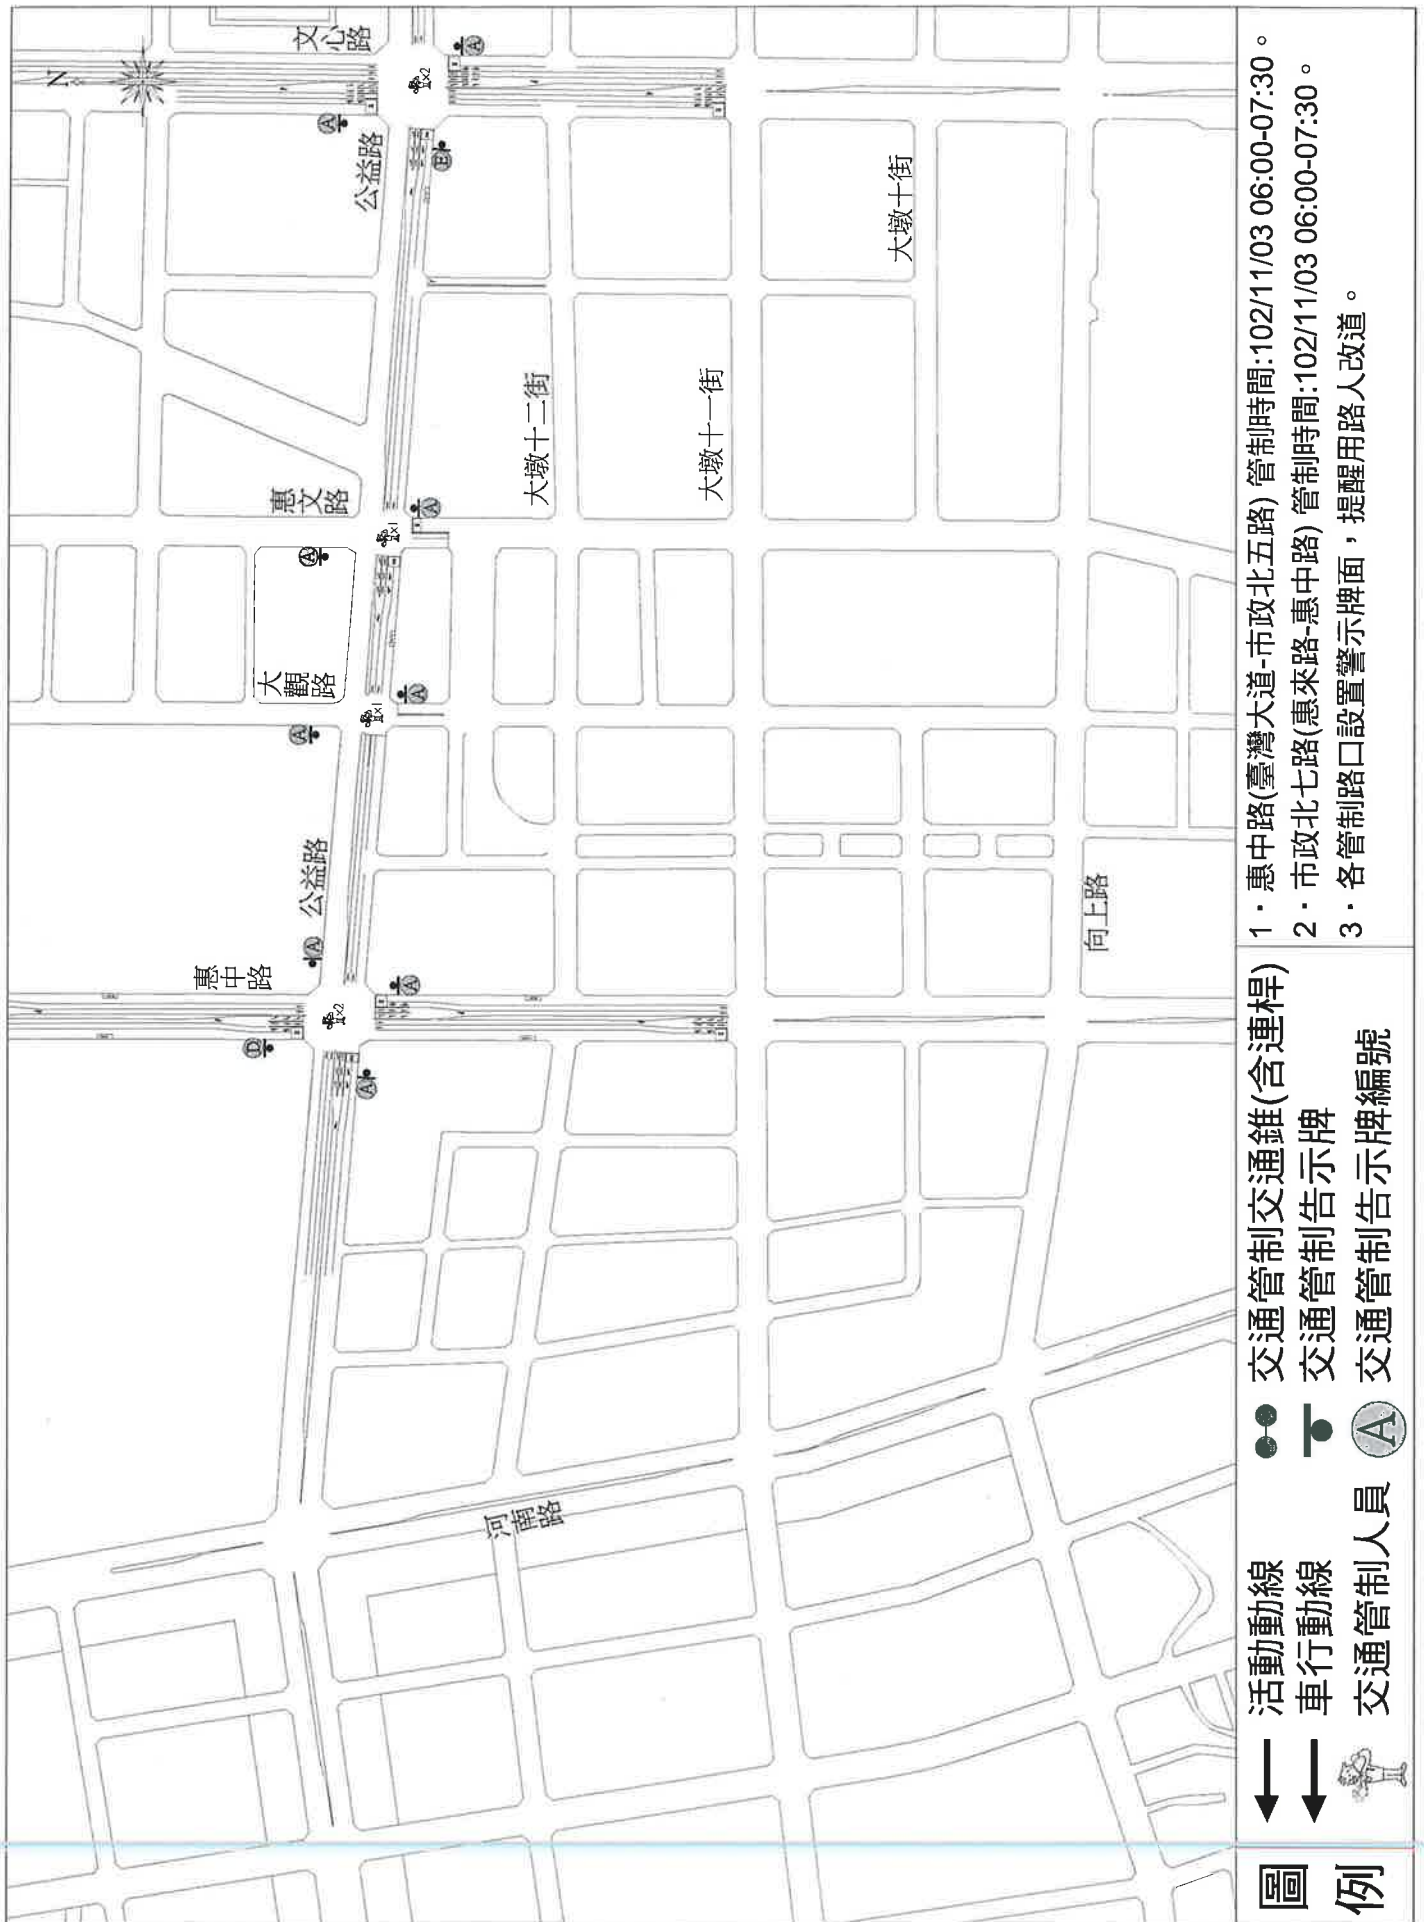 N
文心路
A
A
x2
公益路
E
惠文路
A
A
x1
大觀路
A
A
x1
公益路
A
惠中路
A
x2
D
A
大墩十二街
大墩十一街
大墩十街
向上路
河南路
圖例
活動動線
車行動線
交通管制人員
交通管制交通錐(含連桿)
交通管制告示牌
A 交通管制告示牌編號
1．惠中路(臺灣大道-市政北五路) 管制時間:102/11/03 06:00-07:30。
2．市政北七路(惠來路-惠中路) 管制時間:102/11/03 06:00-07:30。
3．各管制路口設置警示牌面，提醒用路人改道。